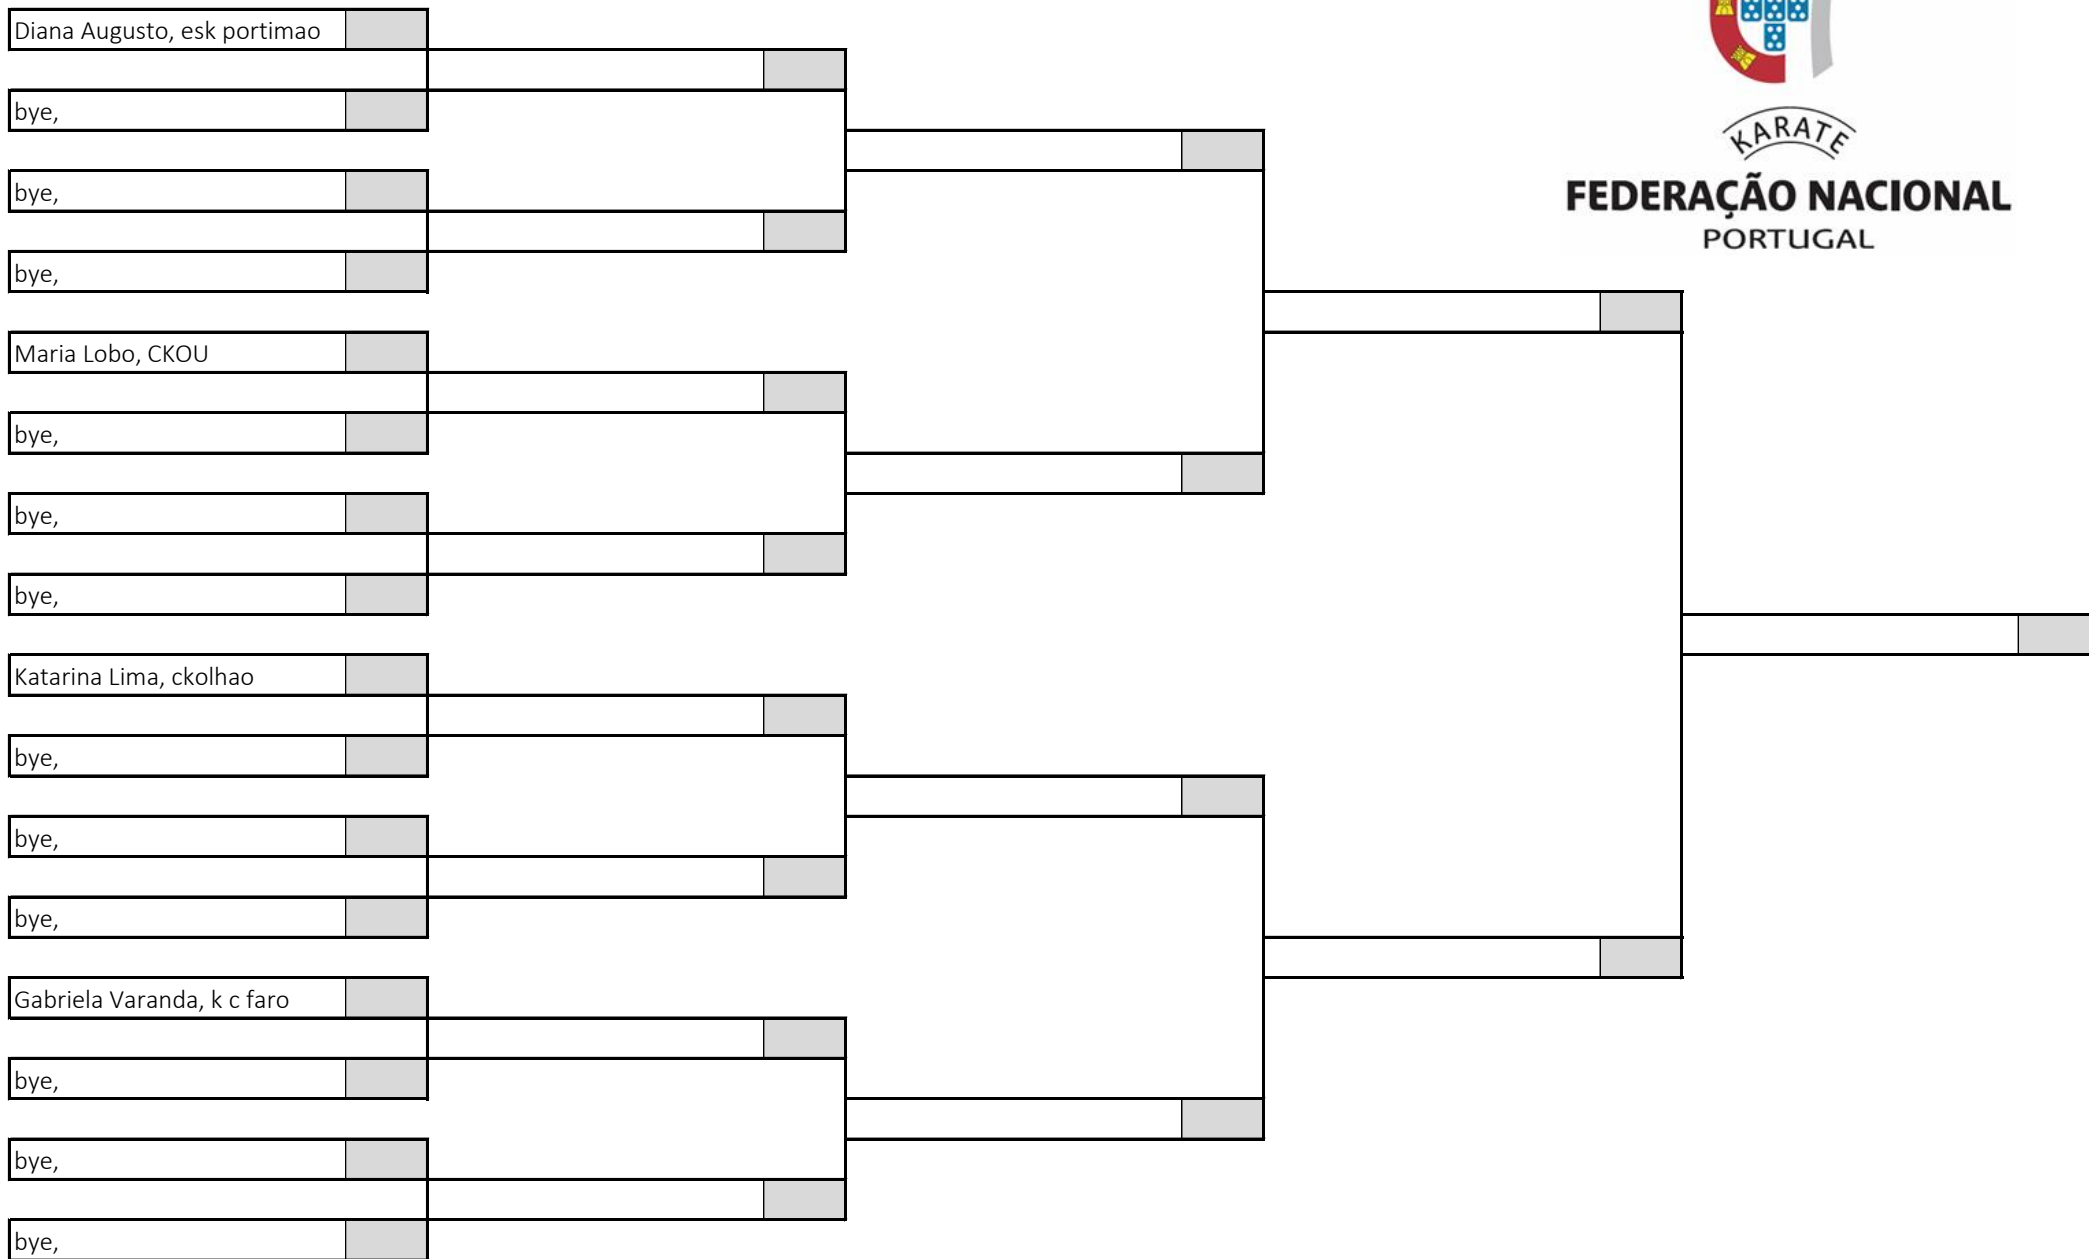 Diana Augusto, esk portimao
bye,
bye,
bye,
Maria Lobo, CKOU
bye,
bye,
bye,
Katarina Lima, ckolhao
bye,
bye,
bye,
Gabriela Varanda, k c faro
bye,
bye,
bye,
KARATE
FEDERAÇÃO NACIONAL
PORTUGAL